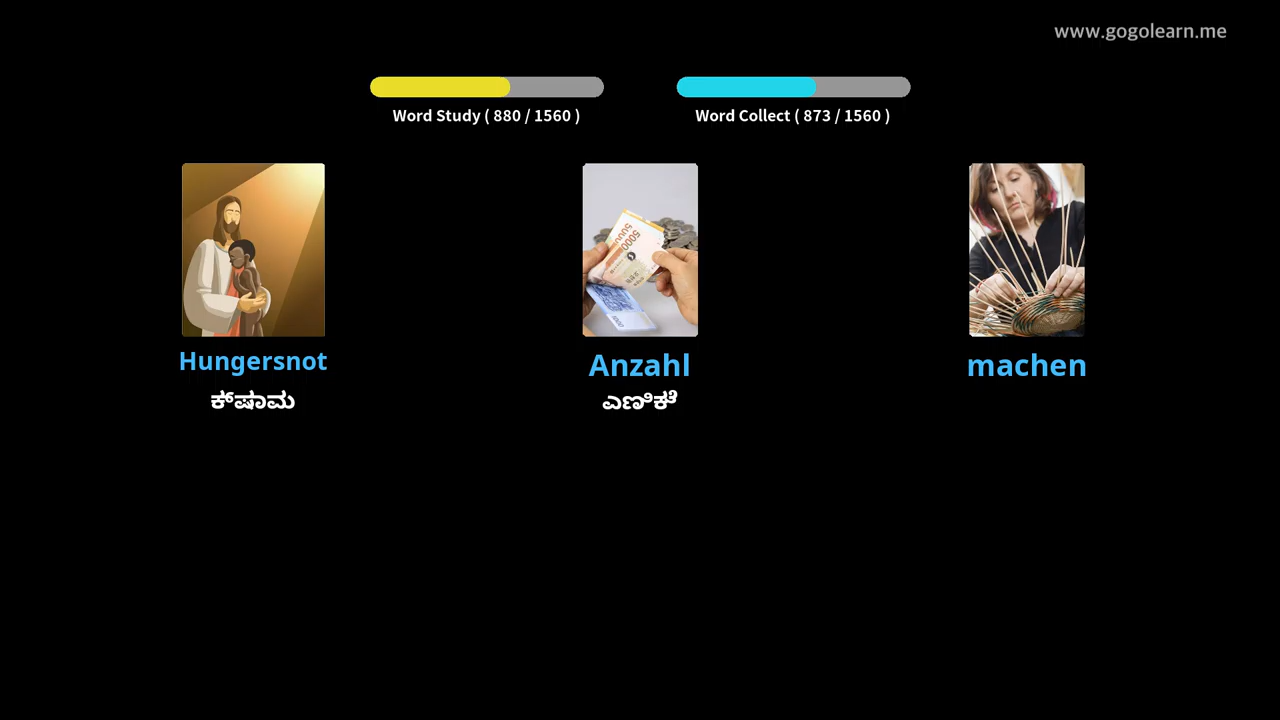 www.gogolearn.me
Word Study ( 880 / 1560 )
Word Collect ( 873 / 1560 )
Hungersnot
Anzahl
machen
ಕ್ಷಾಮ
ಎಣಿಕೆ